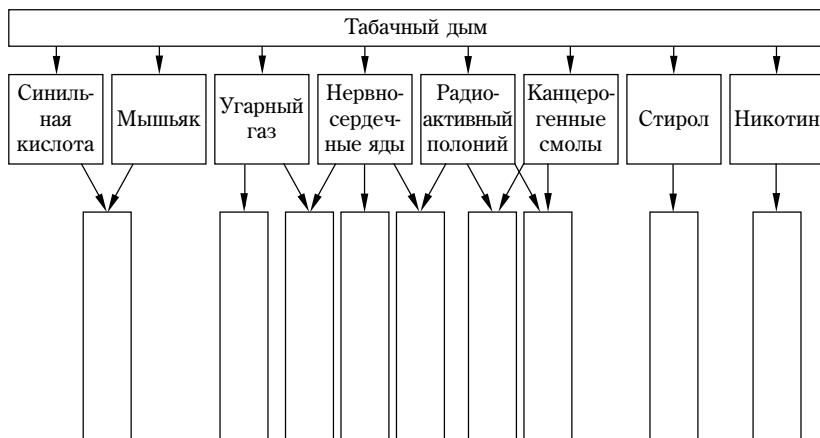 Табачный дым
Синиль-
ная
кислота
Мышьяк
Угарный
газ
Нервно-
сердеч-
ные яды
Радио-
активный
полоний
Канцеро-
генные
смолы
Стирол
Никотин